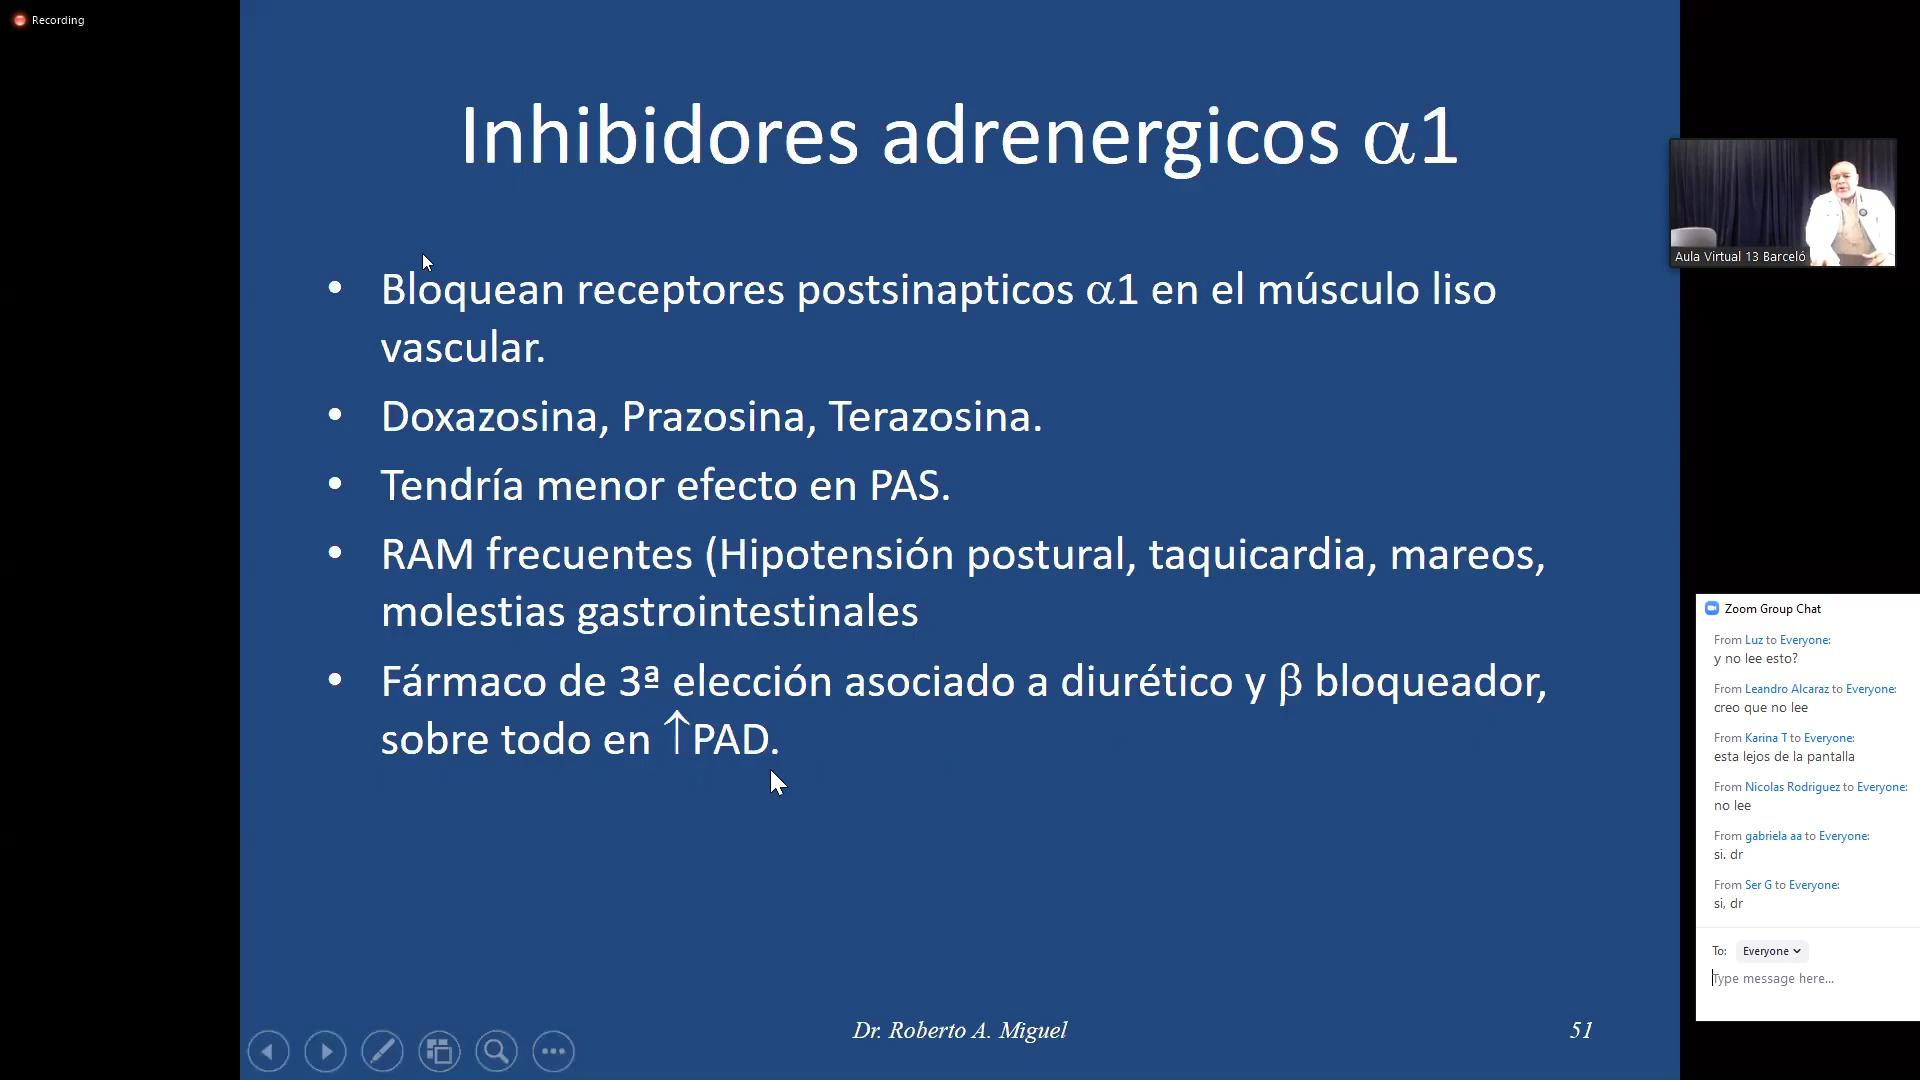 Recording
Inhibidores adrenergicos α1
• Bloquean receptores postsinapticos α1 en el músculo liso
vascular.
• Doxazosina, Prazosina, Terazosina.
• Tendría menor efecto en PAS.
• RAM frecuentes (Hipotensión postural, taquicardia, mareos,
molestias gastrointestinales
• Fármaco de 3ª elección asociado a diurético y β bloqueador,
sobre todo en ↑PAD.
Dr. Roberto A. Miguel
51
Aula Virtual 13 Barceló
Zoom Group Chat
From Luz to Everyone:
y no lee esto?
From Leandro Alcaraz to Everyone:
creo que no lee
From Karina T to Everyone:
esta lejos de la pantalla
From Nicolas Rodriguez to Everyone:
no lee
From gabriela aa to Everyone:
si. dr
From Ser G to Everyone:
si, dr
To: Everyone
Type message here...